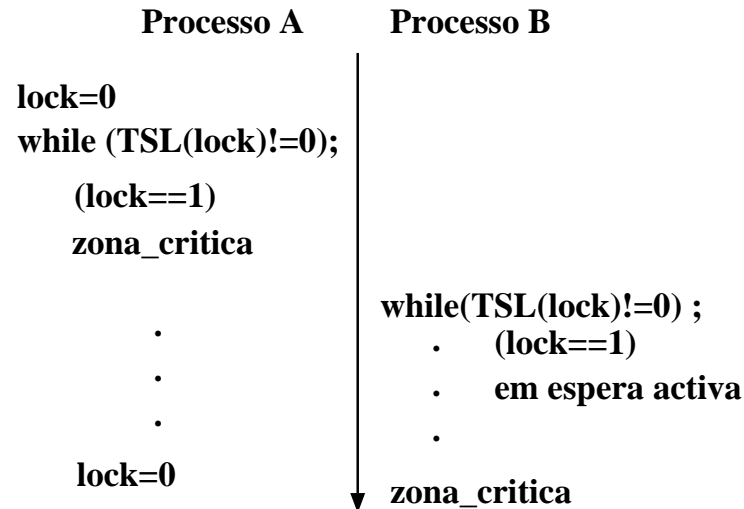 Processo A Processo B
lock=0
while (TSL(lock)!=0);
(lock==1)
zona_critica
while(TSL(lock)!=0) ;
. . (lock==1)
. . em espera activa
. .
lock=0
zona_critica